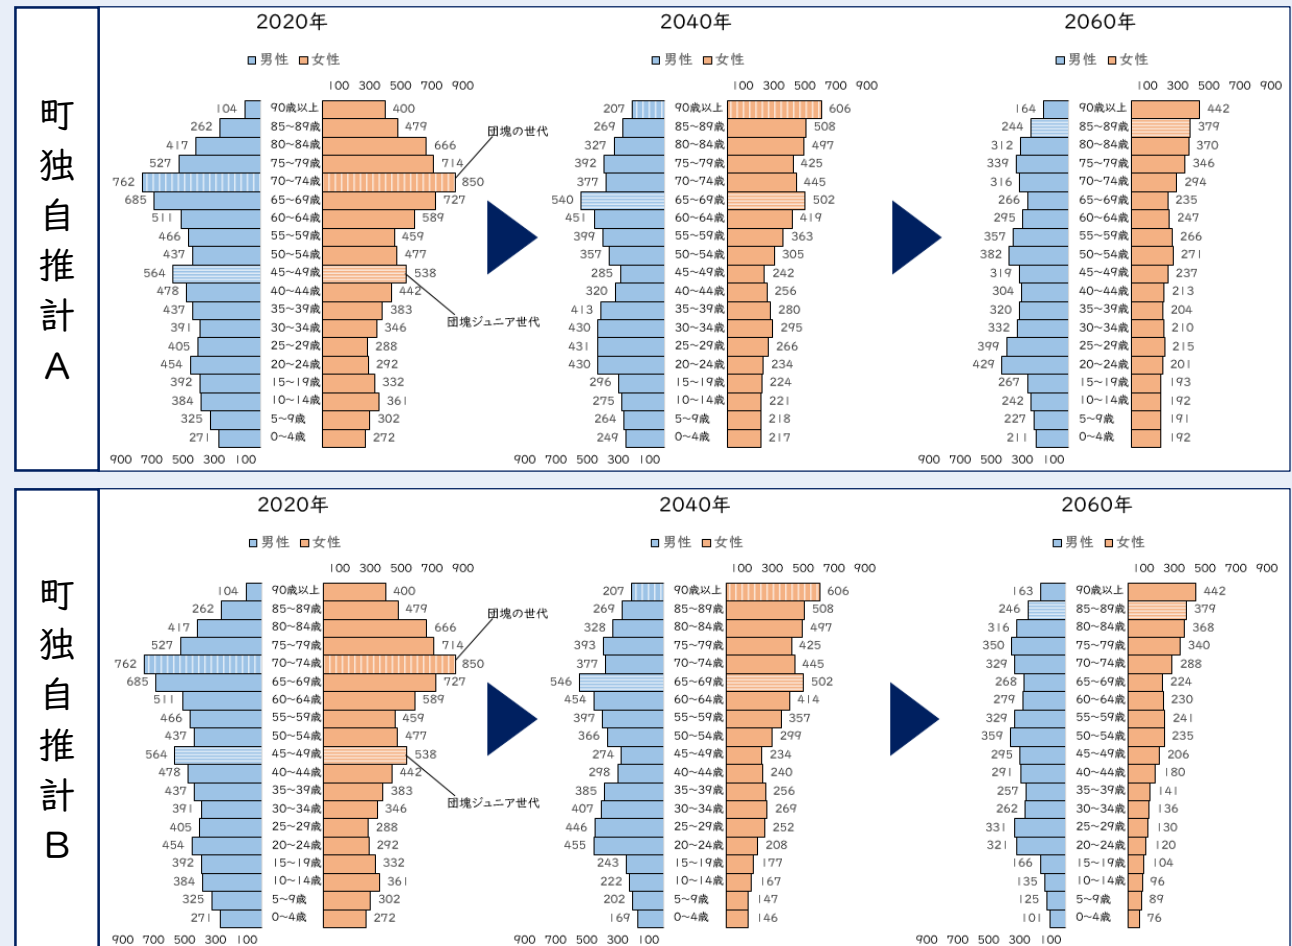 町独自推計A
2020年
2040年
2060年
男性 女性
男性 女性
男性 女性
100 300 500 700 900
100 300 500 700 900
100 300 500 700 900
104 90歳以上 400 207 90歳以上 606 164 90歳以上 442
262 85～89歳 479 269 85～89歳 508 244 85～89歳 379
団塊の世代
417 80～84歳 666 327 80～84歳 497 312 80～84歳 370
527 75～79歳 714 392 75～79歳 425 339 75～79歳 346
762 70～74歳 850 377 70～74歳 445 316 70～74歳 294
685 65～69歳 727 540 65～69歳 502 266 65～69歳 235
511 60～64歳 589 451 60～64歳 419 295 60～64歳 247
466 55～59歳 459 399 55～59歳 363 357 55～59歳 266
437 50～54歳 477 357 50～54歳 305 382 50～54歳 271
564 45～49歳 538 285 45～49歳 242 319 45～49歳 237
478 40～44歳 442 320 40～44歳 256 304 40～44歳 213
437 35～39歳 383 413 35～39歳 280 320 35～39歳 204
団塊ジュニア世代
391 30～34歳 346 430 30～34歳 295 332 30～34歳 210
405 25～29歳 288 431 25～29歳 266 399 25～29歳 215
454 20～24歳 292 430 20～24歳 234 429 20～24歳 201
392 15～19歳 332 296 15～19歳 224 267 15～19歳 193
384 10～14歳 361 275 10～14歳 221 242 10～14歳 192
325 5～9歳 302 264 5～9歳 218 227 5～9歳 191
271 0～4歳 272 249 0～4歳 217 211 0～4歳 192
900 700 500 300 100
900 700 500 300 100
900 700 500 300 100
町独自推計B
2020年
2040年
2060年
男性 女性
男性 女性
男性 女性
100 300 500 700 900
100 300 500 700 900
100 300 500 700 900
104 90歳以上 400 207 90歳以上 606 163 90歳以上 442
262 85～89歳 479 269 85～89歳 508 246 85～89歳 379
団塊の世代
417 80～84歳 666 328 80～84歳 497 316 80～84歳 368
527 75～79歳 714 393 75～79歳 425 350 75～79歳 340
762 70～74歳 850 377 70～74歳 445 329 70～74歳 288
685 65～69歳 727 546 65～69歳 502 268 65～69歳 224
511 60～64歳 589 454 60～64歳 414 279 60～64歳 230
466 55～59歳 459 397 55～59歳 357 329 55～59歳 241
437 50～54歳 477 366 50～54歳 299 359 50～54歳 235
564 45～49歳 538 274 45～49歳 234 295 45～49歳 206
478 40～44歳 442 298 40～44歳 240 291 40～44歳 180
437 35～39歳 383 385 35～39歳 256 257 35～39歳 141
団塊ジュニア世代
391 30～34歳 346 407 30～34歳 269 262 30～34歳 136
405 25～29歳 288 446 25～29歳 252 331 25～29歳 130
454 20～24歳 292 455 20～24歳 208 321 20～24歳 120
392 15～19歳 332 243 15～19歳 177 166 15～19歳 104
384 10～14歳 361 222 10～14歳 167 135 10～14歳 96
325 5～9歳 302 202 5～9歳 147 125 5～9歳 89
271 0～4歳 272 169 0～4歳 146 101 0～4歳 76
900 700 500 300 100
900 700 500 300 100
900 700 500 300 100